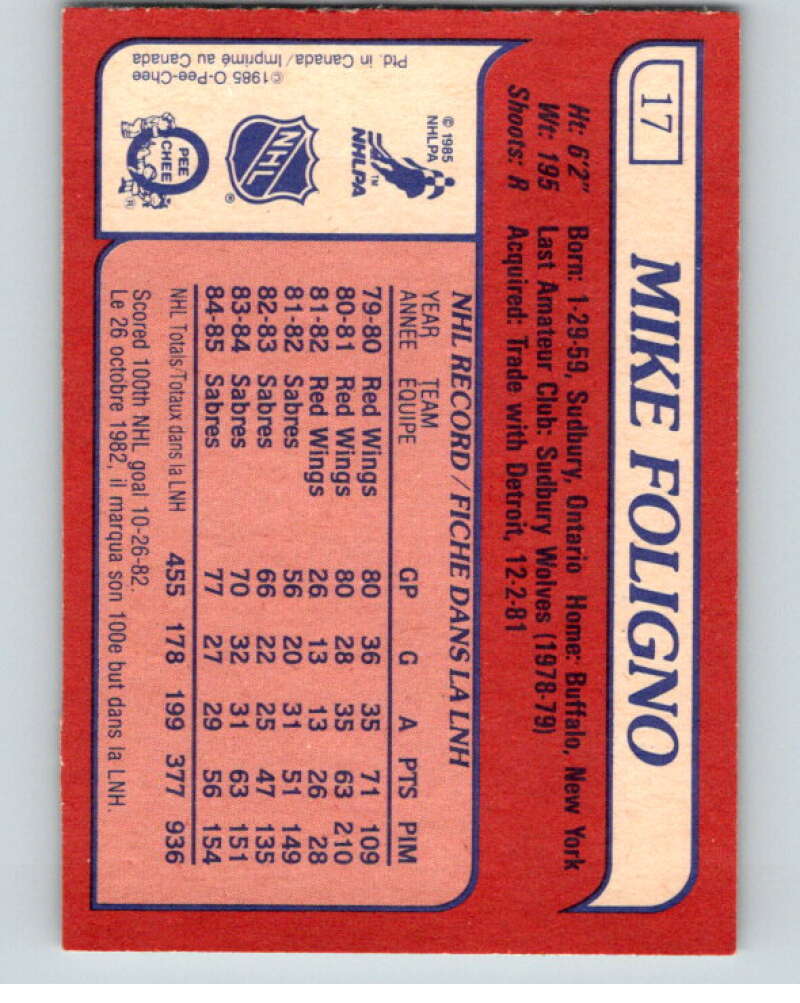 17
MIKE FOLIGNO
Ht: 6'2" Born: 1-29-59, Sudbury, Ontario Home: Buffalo, New York
Wt: 195 Last Amateur Club: Sudbury Wolves (1978-79)
Shoots: R Acquired: Trade with Detroit, 12-2-81
© 1985
NHLPA
NHLPA
TM
NHL
®
O
PEE
CHEE
®
©1985 O-Pee-Chee
Ptd. in Canada/Imprimé au Canada
NHL RECORD / FICHE DANS LA LNH
YEAR TEAM
ANNÉE ÉQUIPE GP G A PTS PIM
79-80 Red Wings 80 36 35 71 109
80-81 Red Wings 80 28 35 63 210
81-82 Red Wings 26 13 13 26 28
81-82 Sabres 56 20 31 51 149
82-83 Sabres 66 22 25 47 135
83-84 Sabres 70 32 31 63 151
84-85 Sabres 77 27 29 56 154
NHL Totals/Totaux dans la LNH 455 178 199 377 936
Scored 100th NHL goal 10-26-82.
Le 26 octobre 1982, il marqua son 100e but dans la LNH.